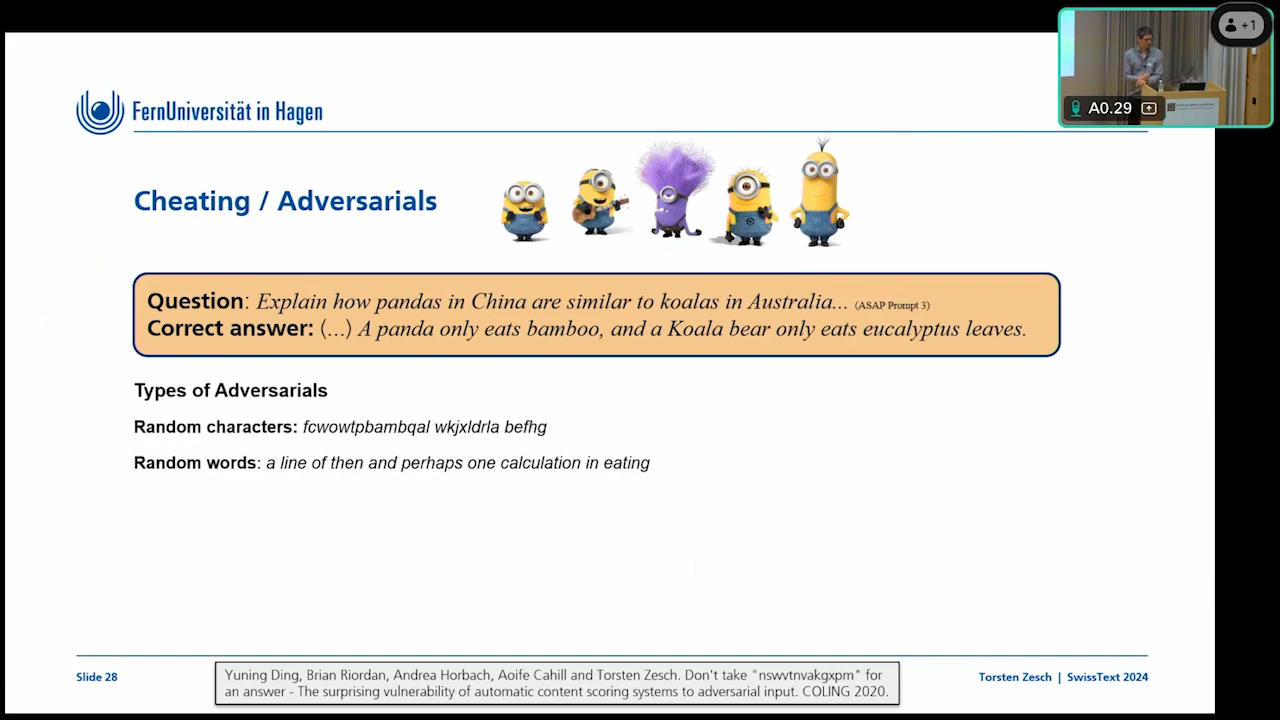 +1
A0.29
FernUniversität in Hagen
Cheating / Adversarials
Question: Explain how pandas in China are similar to koalas in Australia... (ASAP Prompt 3)
Correct answer: (...) A panda only eats bamboo, and a Koala bear only eats eucalyptus leaves.
Types of Adversarials
Random characters: fcwowtpbambqal wkjxldrla befhg
Random words: a line of then and perhaps one calculation in eating
Slide 28
Yuning Ding, Brian Riordan, Andrea Horbach, Aoife Cahill and Torsten Zesch. Don't take "nswvtnvakgxpm" for
an answer - The surprising vulnerability of automatic content scoring systems to adversarial input. COLING 2020.
Torsten Zesch | SwissText 2024